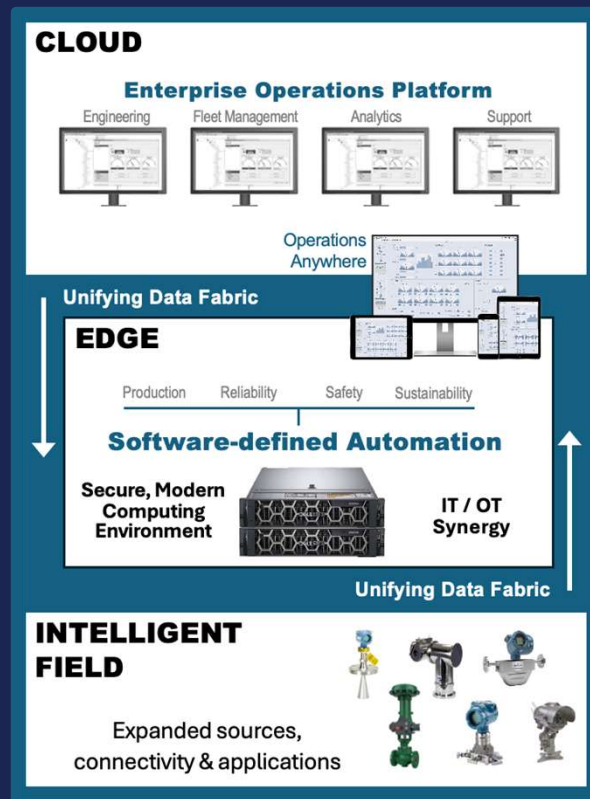 CLOUD
Enterprise Operations Platform
Engineering Fleet Management Analytics Support
Operations
Anywhere
Unifying Data Fabric
EDGE
Production Reliability Safety Sustainability
Software-defined Automation
Secure, Modern
Computing
Environment
IT / OT
Synergy
Unifying Data Fabric
INTELLIGENT
FIELD
Expanded sources,
connectivity & applications